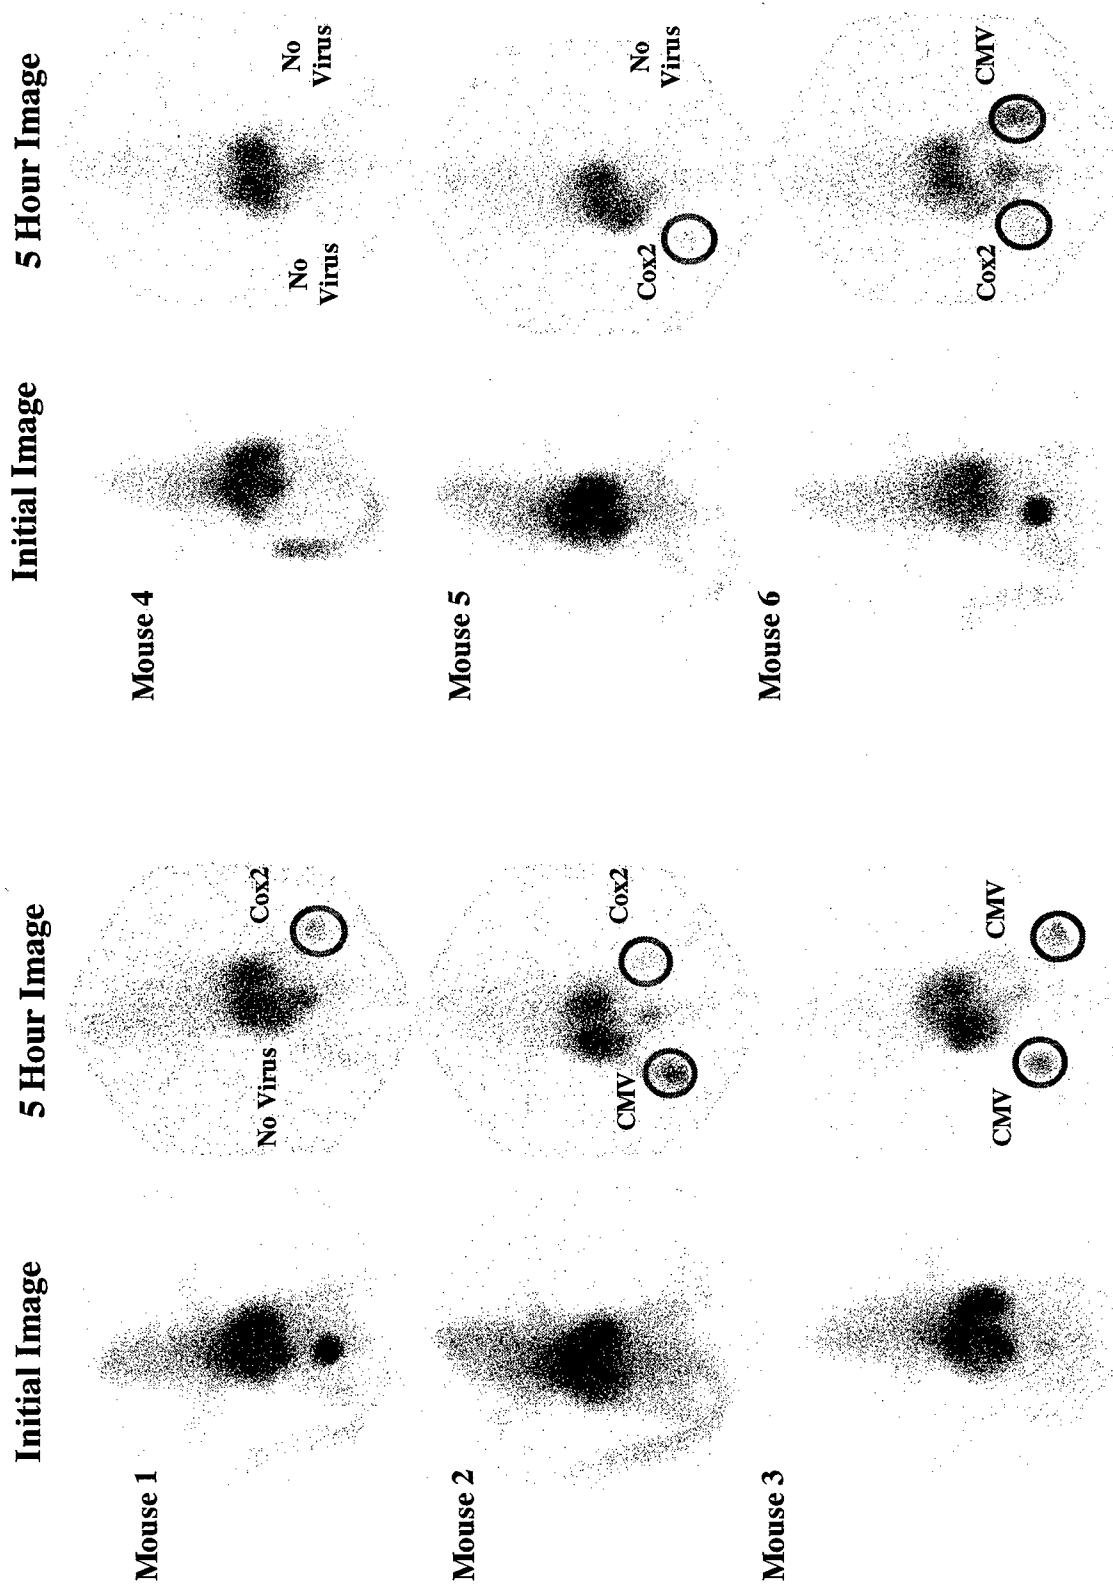 Initial Image
5 Hour Image
Initial Image
5 Hour Image
Mouse 1
No Virus
Cox2
Mouse 4
No
Virus
No
Virus
Mouse 2
CMV
Cox2
Mouse 5
Cox2
No
Virus
Mouse 3
CMV
CMV
Mouse 6
Cox2
CMV